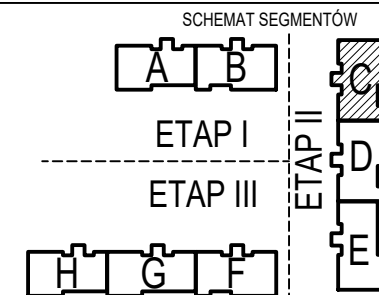 SCHEMAT SEGMENTÓW
A B
C
ETAP I
ETAP II
D
ETAP III
E
H G F